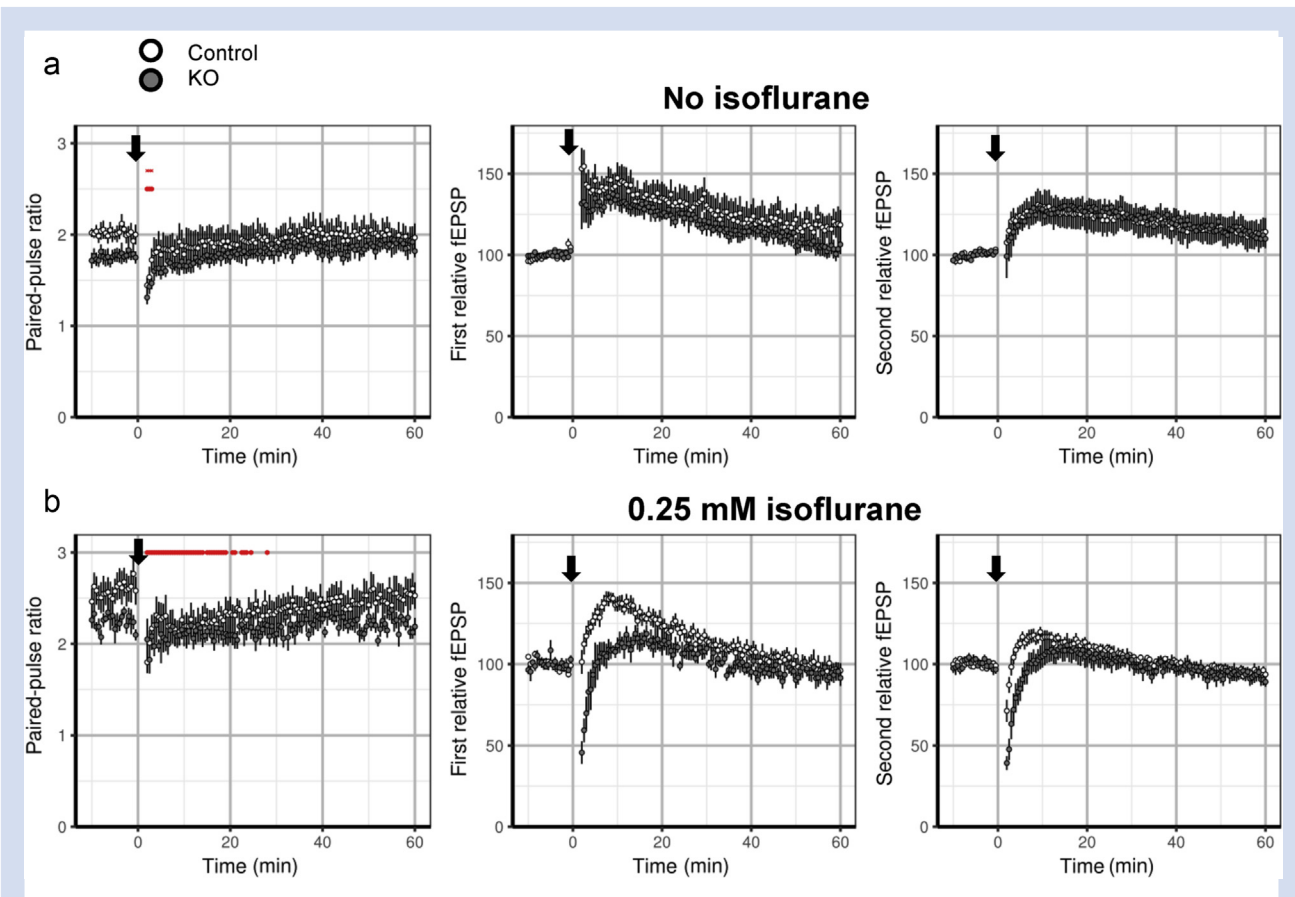 a
Control
KO
No isoflurane
Paired-pulse ratio
3
2
1
0
0
20
40
60
Time (min)
First relative fEPSP
150
100
50
0
0
20
40
60
Time (min)
Second relative fEPSP
150
100
50
0
0
20
40
60
Time (min)
b
0.25 mM isoflurane
Paired-pulse ratio
3
2
1
0
0
20
40
60
Time (min)
First relative fEPSP
150
100
50
0
0
20
40
60
Time (min)
Second relative fEPSP
150
100
50
0
0
20
40
60
Time (min)